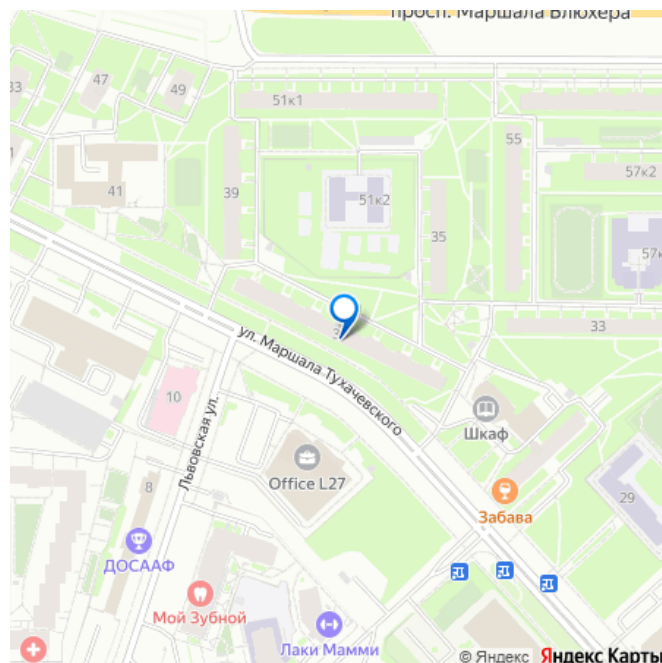 просп. Маршала Блюхера
33
47
49
51к1
55
57к2
41
39
51к2
35
57к
33
ул. Маршала Тухачевского
10
Львовская ул.
Шкаф
Office L27
8
29
Забава
ДОСААФ
Мой Зубной
Лаки Мамми
© Яндекс Яндекс Карты